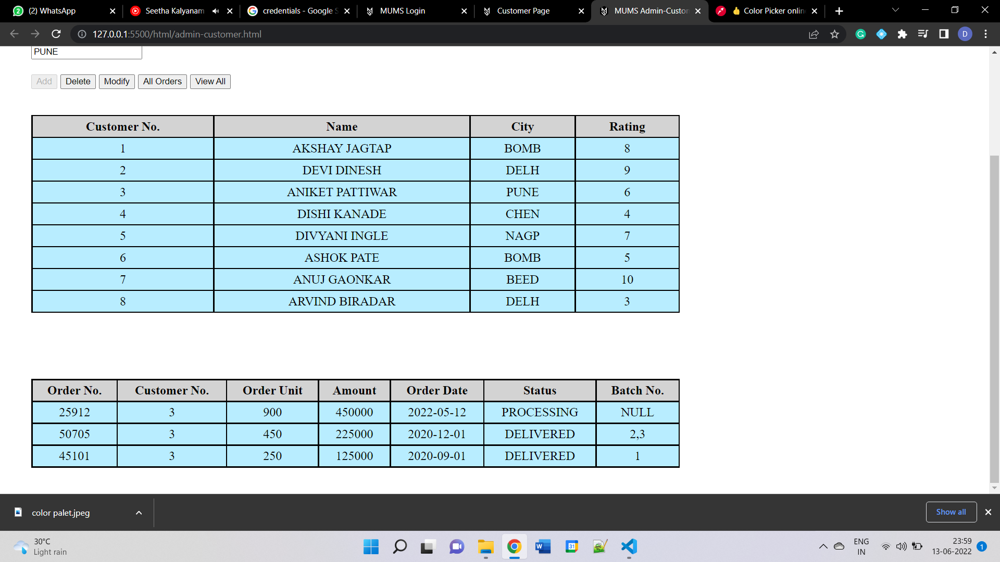 (2) WhatsApp
Seetha Kalyanam
credentials - Google S
MUMS Login
Customer Page
MUMS Admin-Custom
👍 Color Picker online
127.0.0.1:5500/html/admin-customer.html
D
PUNE
Add Delete Modify All Orders View All
Customer No. Name City Rating
1 AKSHAY JAGTAP BOMB 8
2 DEVI DINESH DELH 9
3 ANIKET PATTIWAR PUNE 6
4 DISHI KANADE CHEN 4
5 DIVYANI INGLE NAGP 7
6 ASHOK PATE BOMB 5
7 ANUJ GAONKAR BEED 10
8 ARVIND BIRADAR DELH 3
Order No. Customer No. Order Unit Amount Order Date Status Batch No.
25912 3 900 450000 2022-05-12 PROCESSING NULL
50705 3 450 225000 2020-12-01 DELIVERED 2,3
45101 3 250 125000 2020-09-01 DELIVERED 1
color palet.jpeg
Show all
30°C
Light rain
31
ENG
IN
23:59
13-06-2022
1